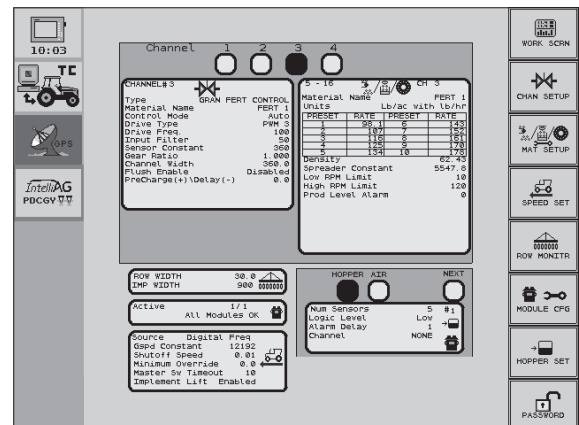 10:03
TC
GPS
IntelliAG
PDCGY
Channel 1 2 3 4
CHANNEL# 3
Type GRAN FERT CONTROL
Material Name FERT 1
Control Mode Auto
Drive Type PWM 3
Drive Freq. 100
Input Filter 50
Sensor Constant 360
Gear Ratio 1.000
Channel Width 360.0
Flush Enable Disabled
PreCharge(+)\Delay(-) 0.0
5 - 16 CH 3
Material Name FERT 1
Units Lb/ac with lb/hr
PRESET RATE PRESET RATE
1 98.1 6 143
2 107 7 152
3 116 8 161
4 125 9 170
5 134 10 178
Density 62.43
Spreader Constant 5547.8
Low RPM Limit 10
High RPM Limit 120
Prod Level Alarm 0
ROW WIDTH 30.0
IMP WIDTH 900
Active 1/1
All Modules OK
Source Digital Freq
Gspd Constant 12192
Shutoff Speed 0.01
Minimum Override 0.0
Master Sw Timeout 10
Implement Lift Enabled
HOPPER AIR NEXT
Num Sensors 5 #1
Logic Level Low
Alarm Delay 1
Channel NONE
WORK SCRN
CHAN SETUP
MAT SETUP
SPEED SET
ROW MONITR
MODULE CFG
HOPPER SET
PASSWORD